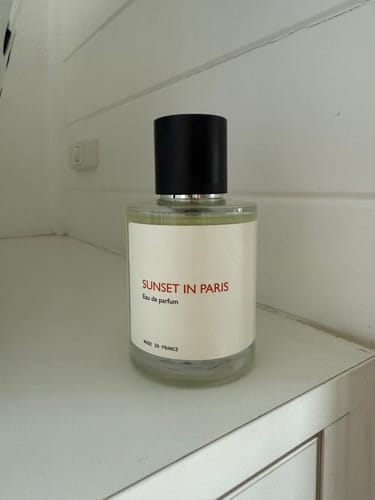 SUNSET IN PARIS
Eau de parfum
MADE IN FRANCE